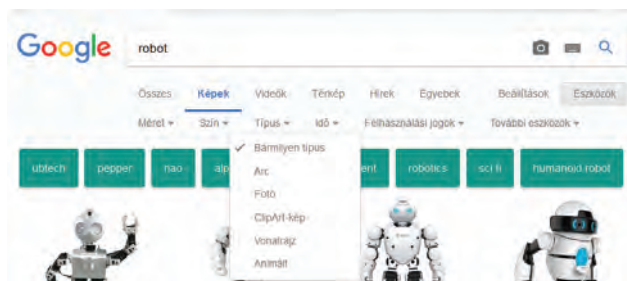 Google robot
Összes Képek Videók Térkép Hírek Egyebek Beállítások Eszközök
Méret Szín Típus Idő Felhasználási jogok További eszközök
Bármilyen típus
ubtech pepper nao robotics sci fi humanoid robot
Arc
Fotó
ClipArt-kép
Vonalrajz
Animált